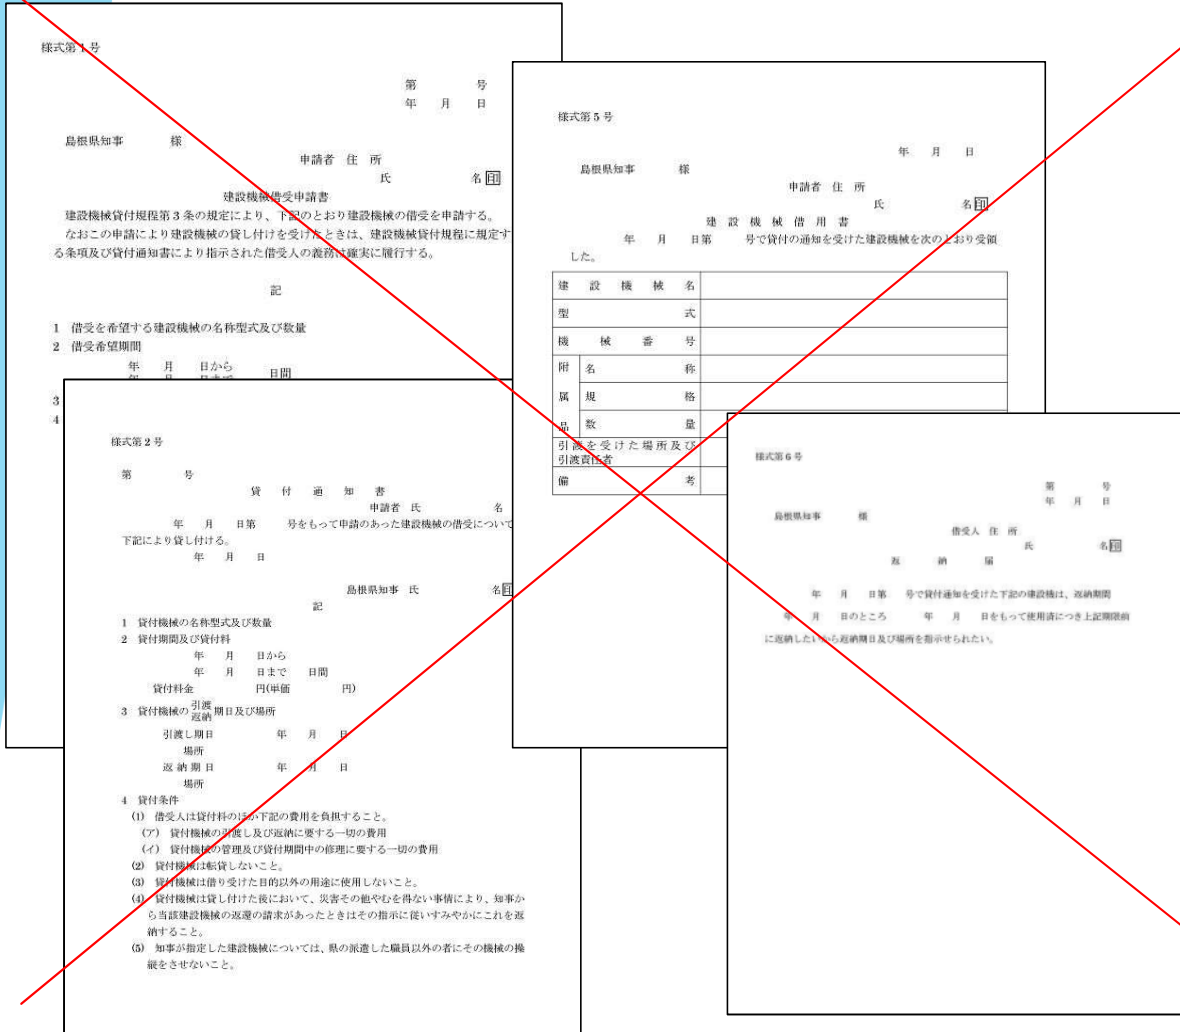 様式第1号
第 号
年 月 日
島根県知事 様
申請者 住 所
氏 名 印
建設機械借受申請書
建設機械貸付規程第3条の規定により、下記のとおり建設機械の借受を申請する。
なおこの申請により建設機械の貸し付けを受けたときは、建設機械貸付規程に規定す
る条項及び貸付通知書により指示された借受人の義務は確実に履行する。
記
1 借受を希望する建設機械の名称型式及び数量
2 借受希望期間
年 月 日から
日間
3
4
様式第2号
第 号
貸 付 通 知 書
申請者 氏 名
年 月 日第 号をもって申請のあった建設機械の借受について
下記により貸し付ける。
年 月 日
島根県知事 氏 名 印
記
1 貸付機械の名称型式及び数量
2 貸付期間及び貸付料
年 月 日から
年 月 日まで 日間
貸付料金 円(単価 円)
3 貸付機械の引渡返納期日及び場所
引渡し期日 年 月 日
場所
返納期日 年 月 日
場所
4 貸付条件
(1) 借受人は貸付料のほか下記の費用を負担すること。
(ア) 貸付機械の引渡し及び返納に要する一切の費用
(イ) 貸付機械の管理及び貸付期間中の修理に要する一切の費用
(2) 貸付機械は転貸しないこと。
(3) 貸付機械は借り受けた目的以外の用途に使用しないこと。
(4) 貸付機械は貸し付けた後において、災害その他やむを得ない事情により、知事か
ら当該建設機械の返還の請求があったときはその指示に従いすみやかにこれを返
納すること。
(5) 知事が指定した建設機械については、県の派遣した職員以外の者にその機械の操
縦をさせないこと。
様式第5号
年 月 日
島根県知事 様
申請者 住 所
氏 名 印
建 設 機 械 借 用 書
年 月 日第 号で貸付の通知を受けた建設機械を次のとおり受領
した。
建 設 機 械 名
型 式
機 械 番 号
附属品
名 称
規 格
数 量
引渡を受けた場所及び
引渡責任者
備 考
様式第6号
第 号
年 月 日
島根県知事 様
借受人 住 所
氏 名 印
返 納 届
年 月 日第 号で貸付通知を受けた下記の建設機は、返納期間
年 月 日のところ 年 月 日をもって使用済につき上記期限前
に返納したいから返納期日及び場所を指示せられたい。